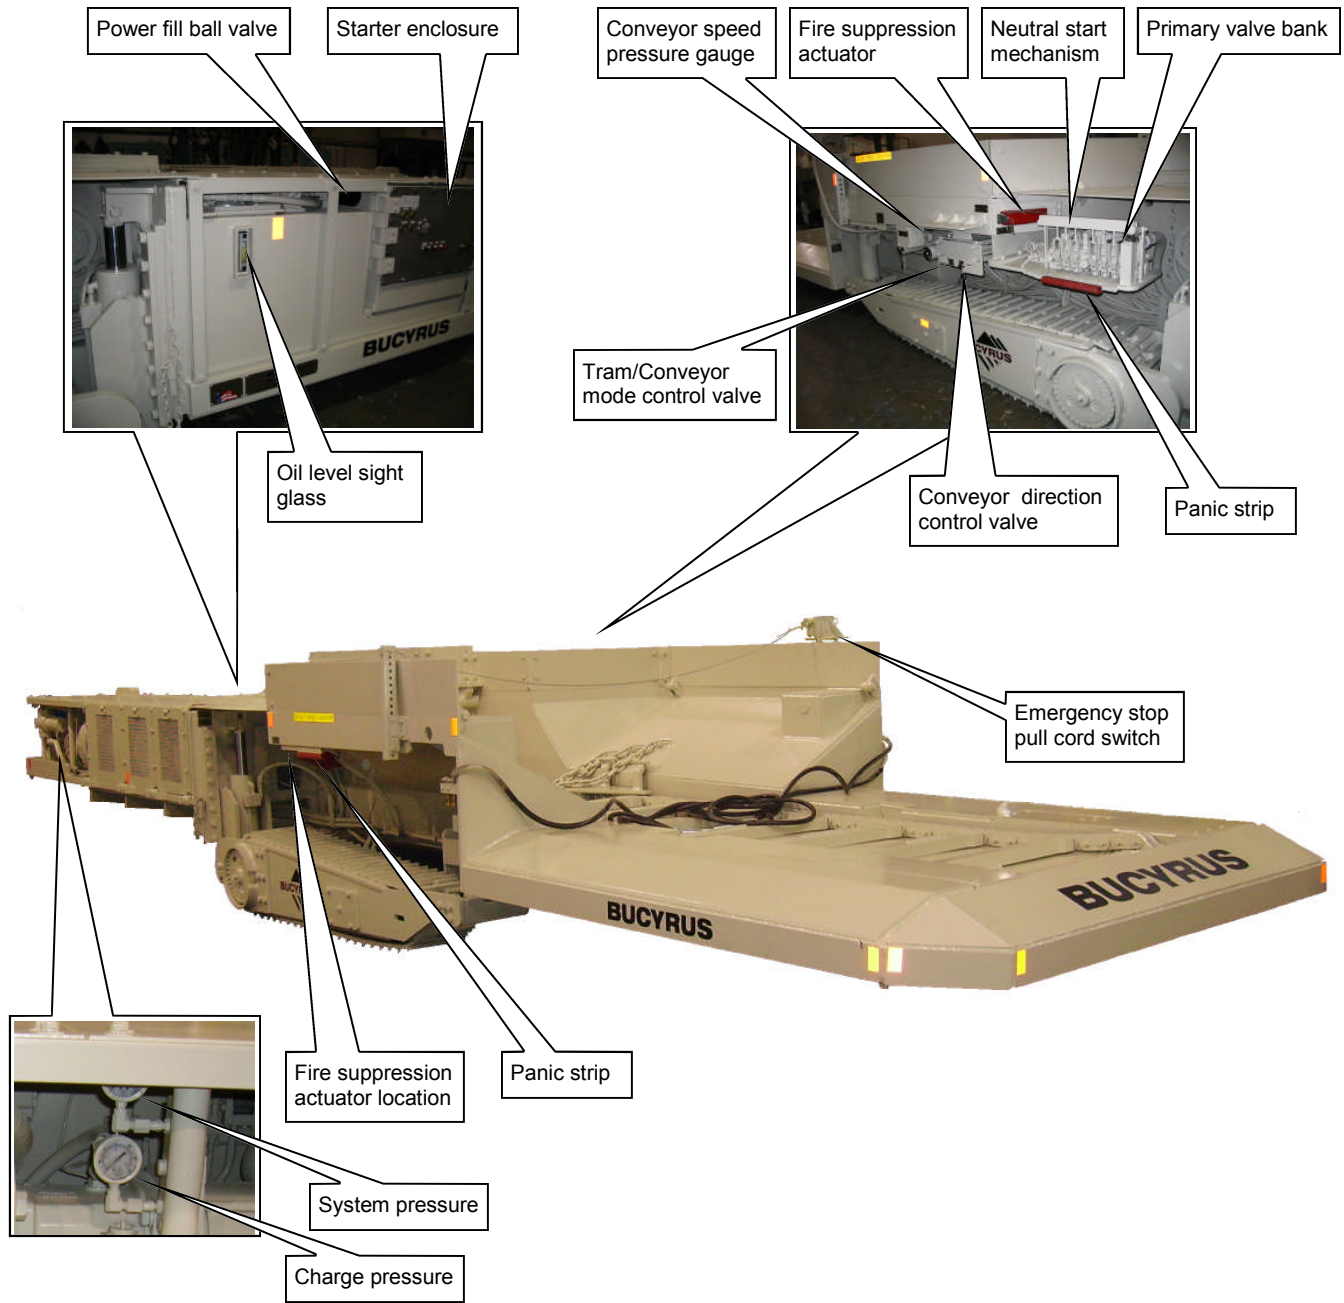 Power fill ball valve
Starter enclosure
Conveyor speed
pressure gauge
Fire suppression
actuator
Neutral start
mechanism
Primary valve bank
BUCYRUS
Tram/Conveyor
mode control valve
Oil level sight
glass
Conveyor direction
control valve
Panic strip
Emergency stop
pull cord switch
BUCYRUS
BUCYRUS
Fire suppression
actuator location
Panic strip
System pressure
Charge pressure